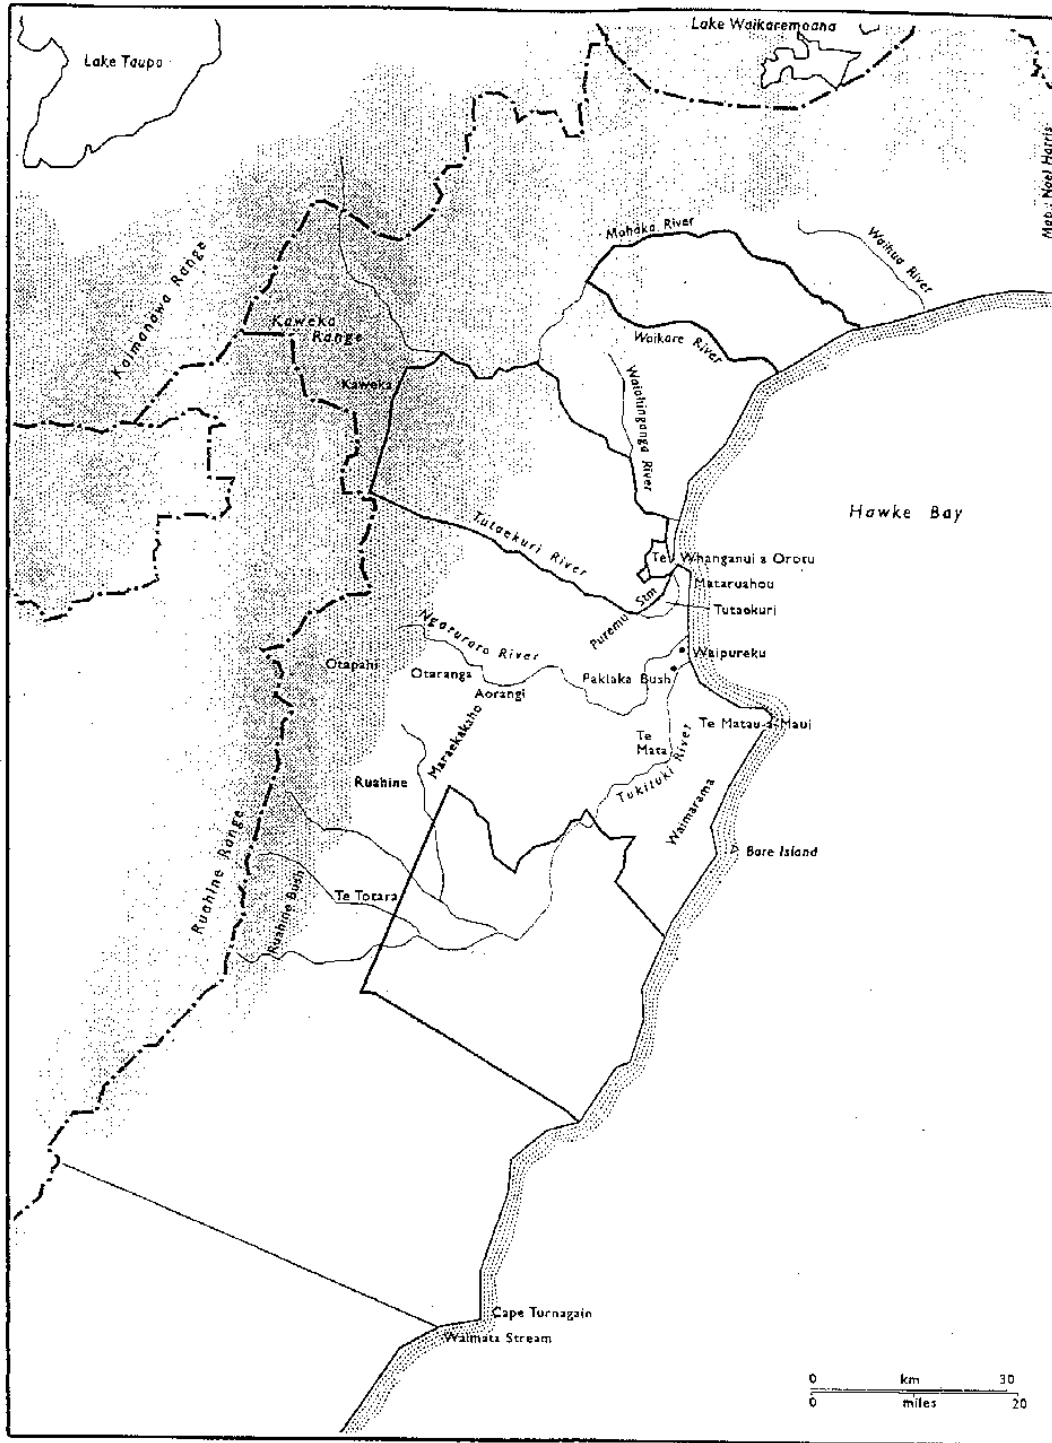 Lake Taupo
Lake Waikaremoana
Map: Noel Harris
Mohaka River
Waihua River
Kaimanawa Range
Kaweka
Range
Waikare River
Kaweka
Waiohinganga River
Hawke Bay
Tutaekuri River
Te Whanganui a Orotu
Mataruahou
Puremu Stm
Tutaekuri
Ngaruroro River
Waipureku
Otapahi
Otaranga
Pakiaka Bush
Aorangi
Maraekakaho
Te Matau-a-Maui
Te
Mata
Tukituki River
Ruahine
Waimarama
Ruahine Range
Bare Island
Ruahine Bush
Te Totara
Cape Turnagain
Waimata Stream
0 km 30
0 miles 20